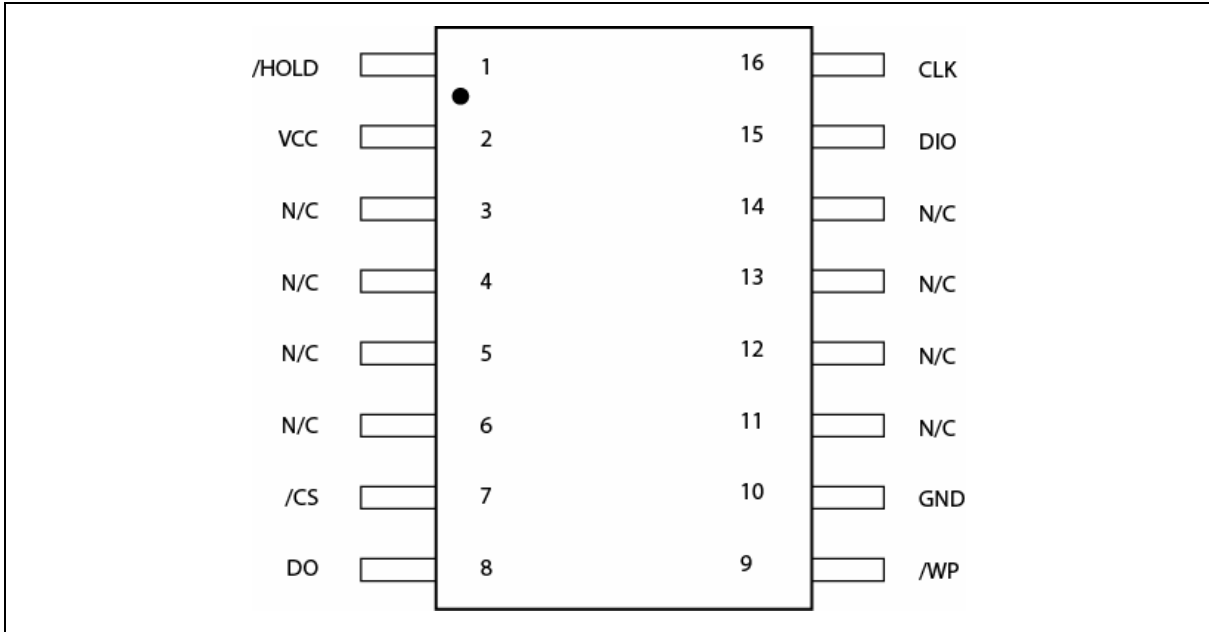 /HOLD 1 16 CLK
VCC 2 15 DIO
N/C 3 14 N/C
N/C 4 13 N/C
N/C 5 12 N/C
N/C 6 11 N/C
/CS 7 10 GND
DO 8 9 /WP